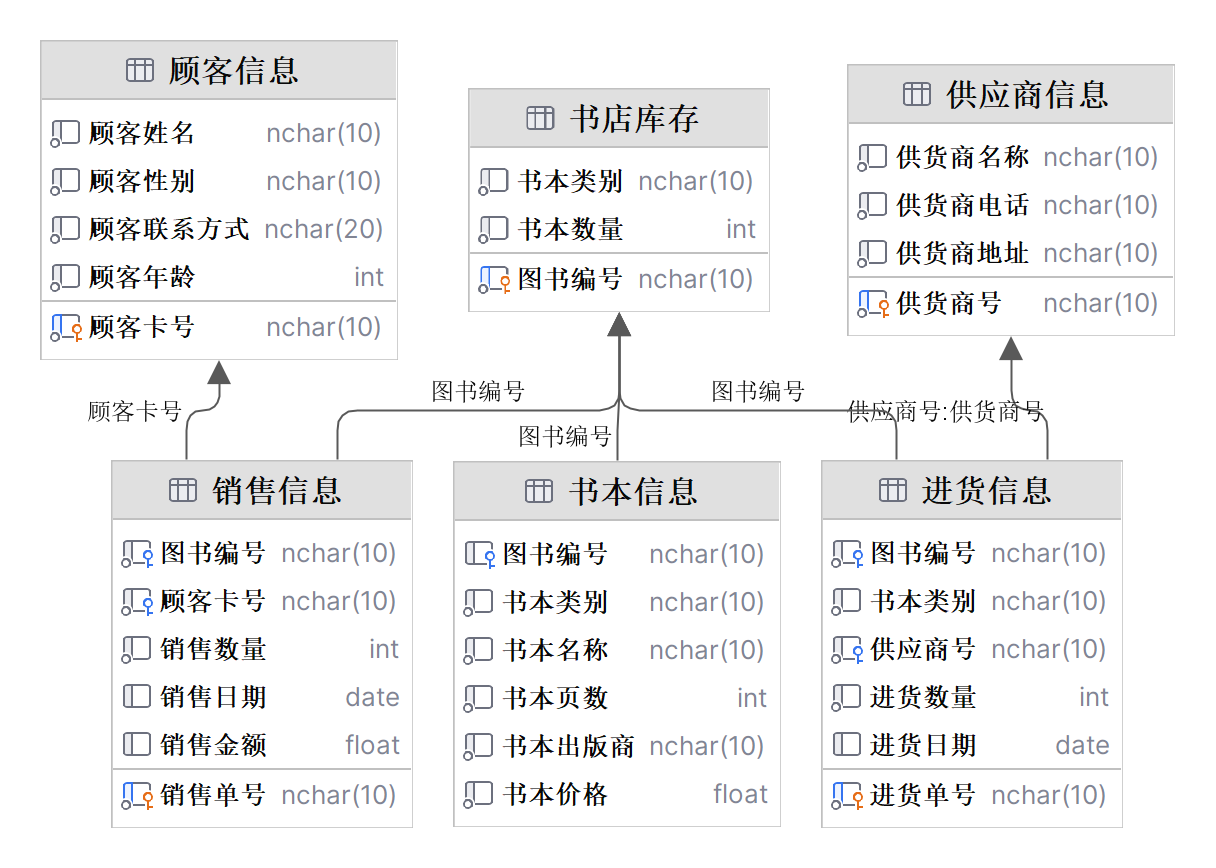 顾客信息
顾客姓名 nchar(10)
顾客性别 nchar(10)
顾客联系方式 nchar(20)
顾客年龄 int
顾客卡号 nchar(10)
书店库存
书本类别 nchar(10)
书本数量 int
图书编号 nchar(10)
供应商信息
供货商名称 nchar(10)
供货商电话 nchar(10)
供货商地址 nchar(10)
供货商号 nchar(10)
顾客卡号
图书编号
图书编号
图书编号
供应商号:供货商号
销售信息
图书编号 nchar(10)
顾客卡号 nchar(10)
销售数量 int
销售日期 date
销售金额 float
销售单号 nchar(10)
书本信息
图书编号 nchar(10)
书本类别 nchar(10)
书本名称 nchar(10)
书本页数 int
书本出版商 nchar(10)
书本价格 float
进货信息
图书编号 nchar(10)
书本类别 nchar(10)
供应商号 nchar(10)
进货数量 int
进货日期 date
进货单号 nchar(10)